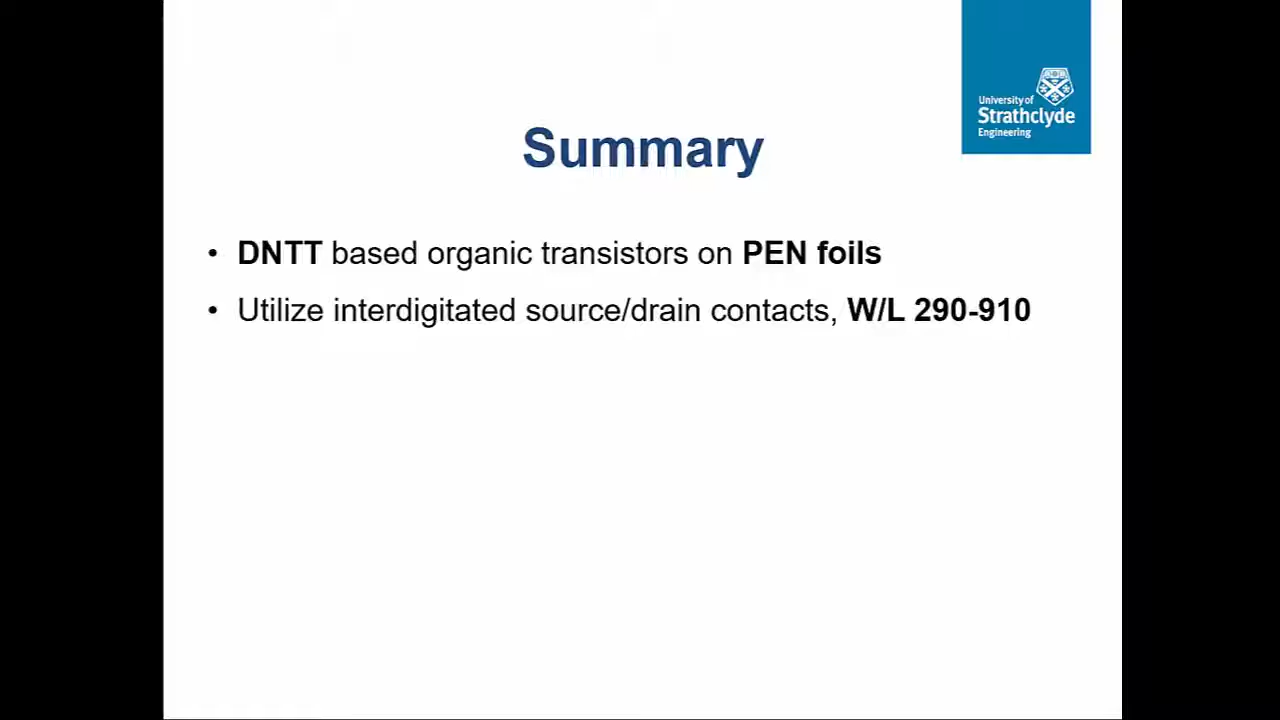 University of
Strathclyde
Engineering
Summary
• DNTT based organic transistors on PEN foils
• Utilize interdigitated source/drain contacts, W/L 290-910